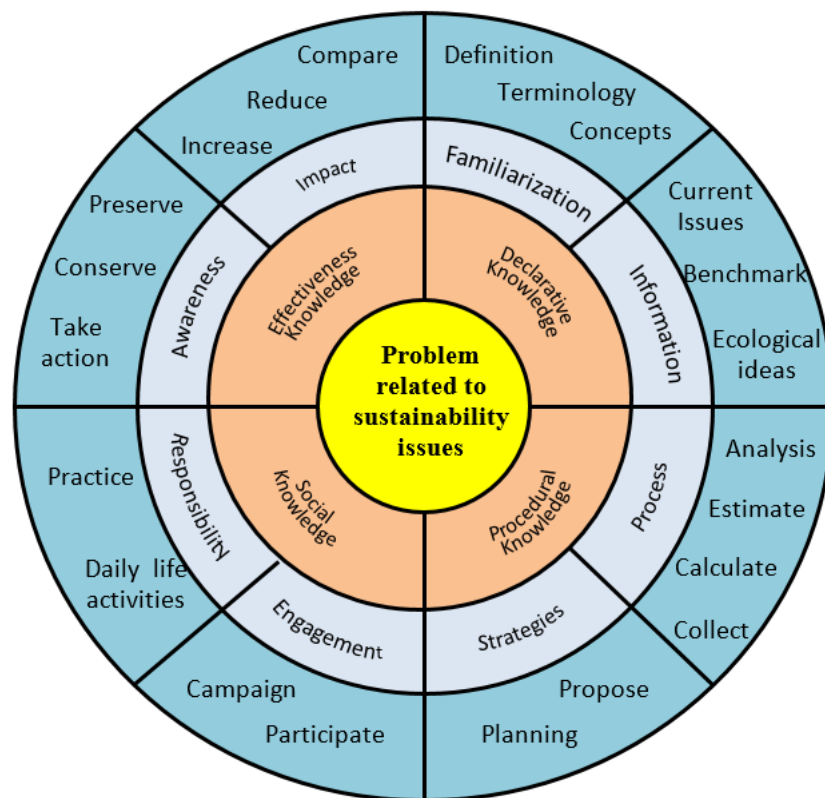 Compare
Reduce
Increase
Definition
Terminology
Concepts
Current
Issues
Benchmark
Ecological
ideas
Analysis
Estimate
Calculate
Collect
Propose
Planning
Participate
Campaign
Daily life
activities
Practice
Take
action
Conserve
Preserve
Impact
Familiarization
Information
Process
Strategies
Engagement
Responsibility
Awareness
Effectiveness
Knowledge
Declarative
Knowledge
Procedural
Knowledge
Social
Knowledge
Problem
related to
sustainability
issues